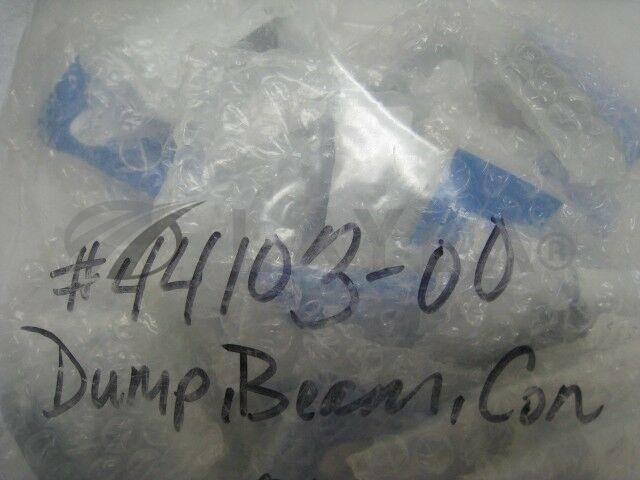 #44103-00
Dump, Beam, Con